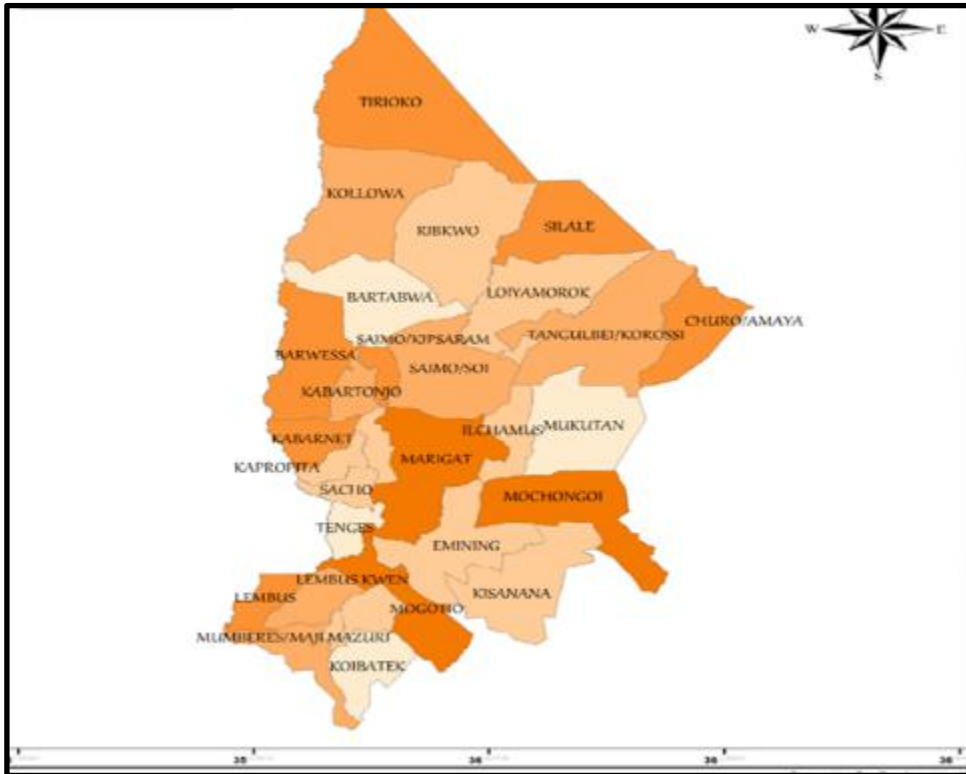 W E
S
TIRIOKO
KOLLOWA
RIBKWO
SILALE
BARTABWA
LOIYAMOROK
CHURO/AMAYA
TANGULBEI/KOROSSI
SAIMO/KIPSARAM
BARWESSA
SAIMO/SOI
KABARTONJO
ILCHAMUS
MUKUTAN
KABARNET
MARIGAT
KAPROPITA
SACHO
MOCHONGOI
TENGES
EMINING
LEMBUS KWEN
KISANANA
LEMBUS
MOGOTIO
MUMBERES/MAJI MAZURI
KOIBATEK
35 36 36